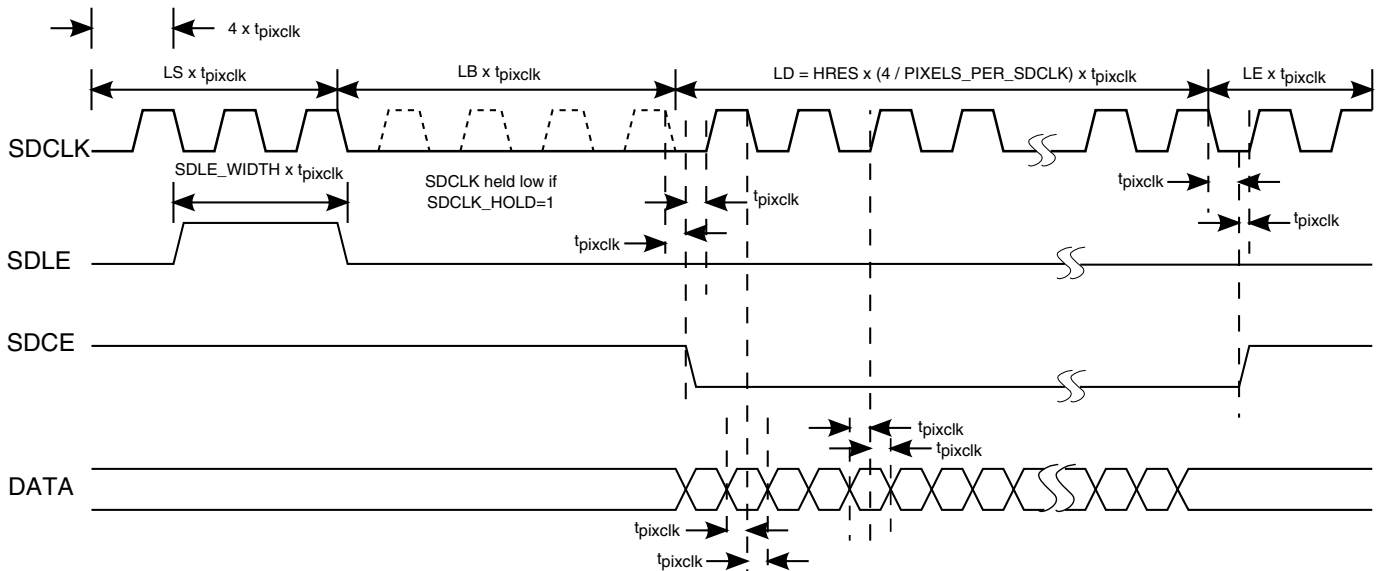 4 x tpixclk
LS x tpixclk
LB x tpixclk
LD = HRES x (4 / PIXELS_PER_SDCLK) x tpixclk
LE x tpixclk
SDCLK
SDLE_WIDTH x tpixclk
SDCLK held low if
SDCLK_HOLD=1
tpixclk
tpixclk
tpixclk
tpixclk
SDLE
SDCE
tpixclk
tpixclk
DATA
tpixclk
tpixclk